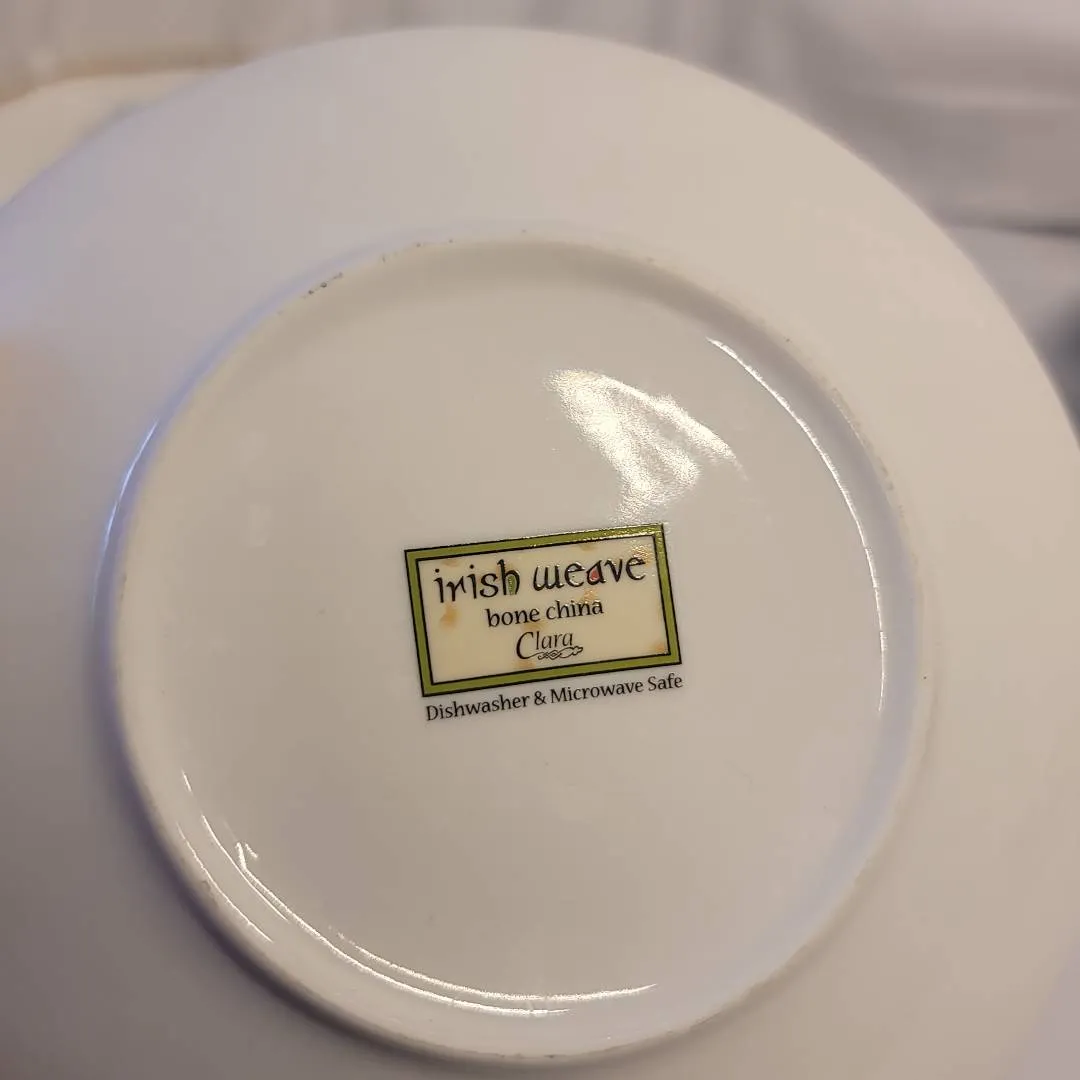 irish weave
bone china
Clara
Dishwasher & Microwave Safe